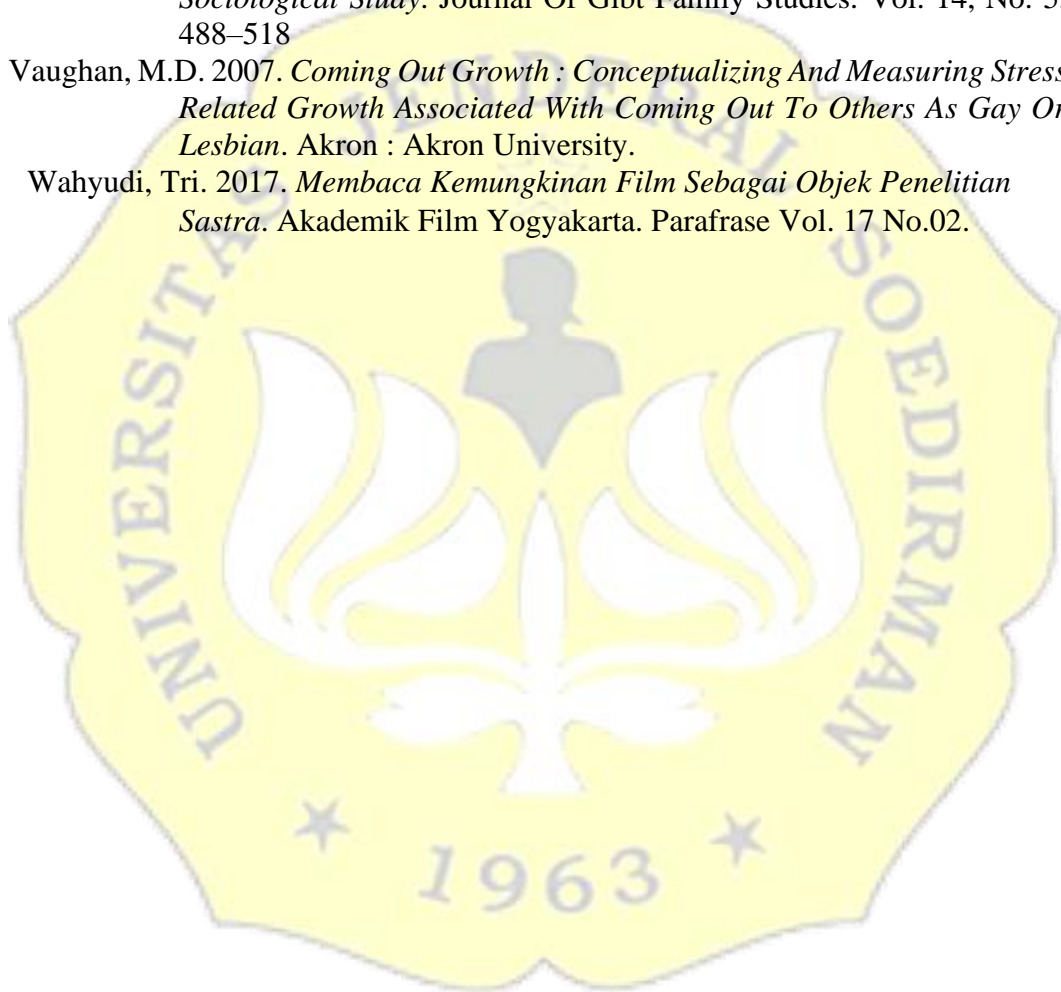 Sociological Study. Journal Of Glbt Family Studies. Vol. 14, No. 5.
488–518
Vaughan, M.D. 2007. Coming Out Growth : Conceptualizing And Measuring Stress
Related Growth Associated With Coming Out To Others As Gay Or
Lesbian. Akron : Akron University.
Wahyudi, Tri. 2017. Membaca Kemungkinan Film Sebagai Objek Penelitian
Sastra. Akademik Film Yogyakarta. Parafrase Vol. 17 No.02.
UNIVERSITAS JENDERAL SOEDIRMAN
1963